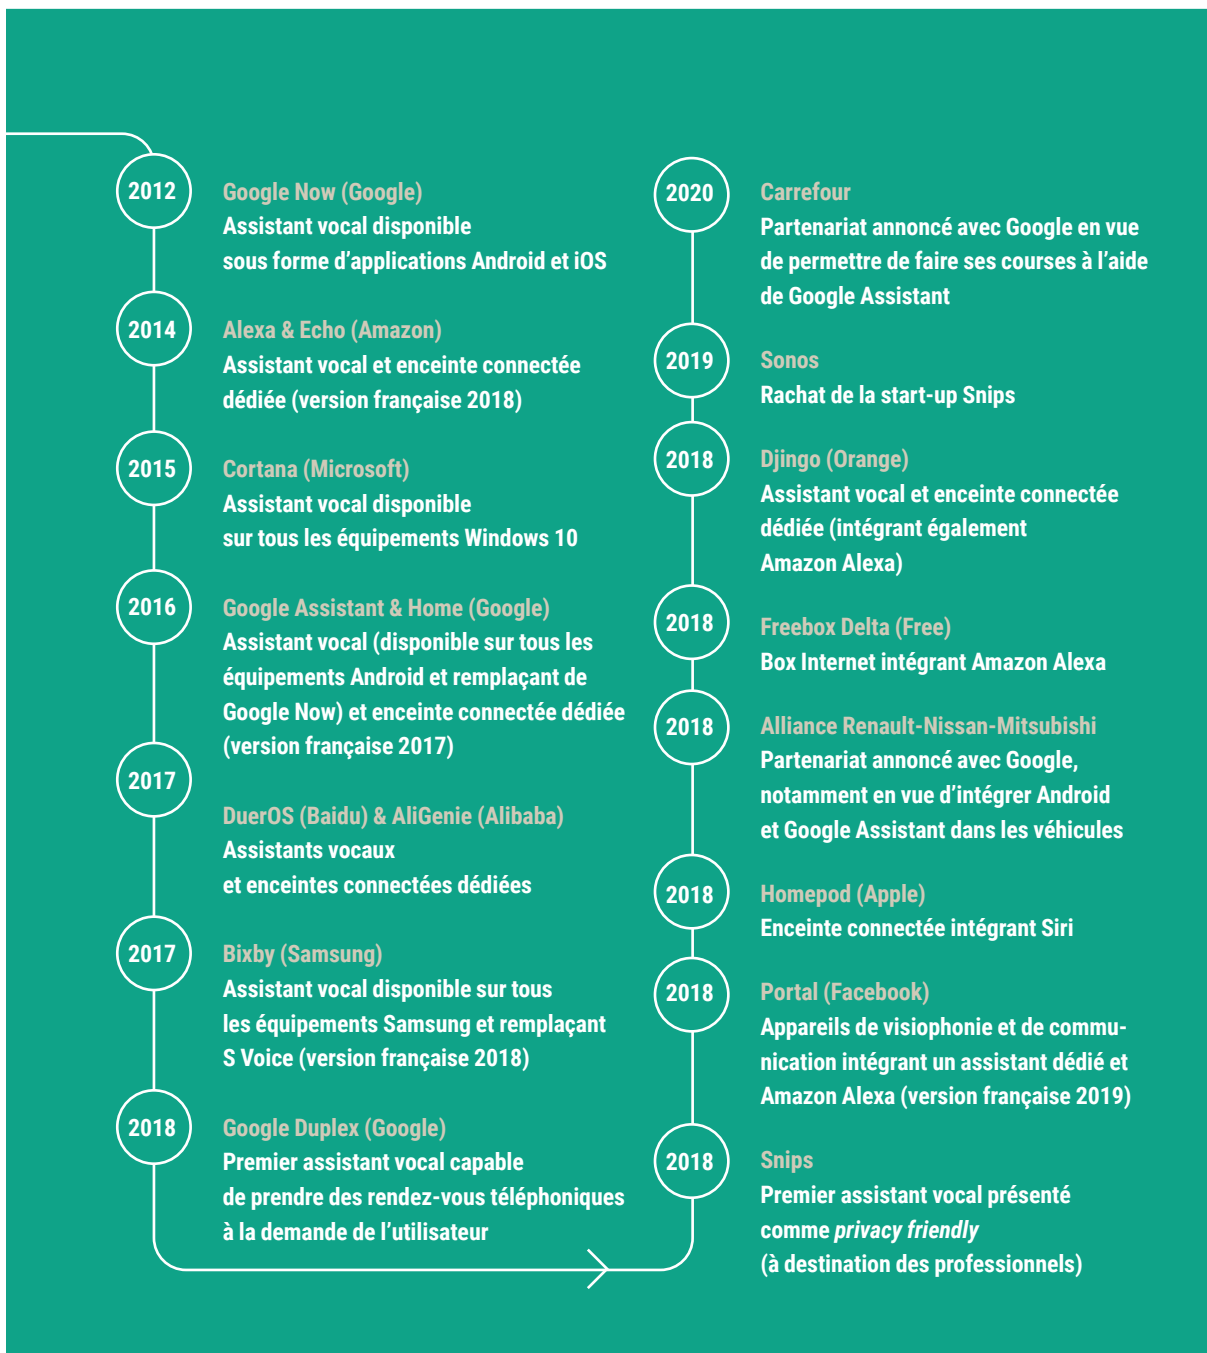 2012
Google Now (Google)
Assistant vocal disponible
sous forme d’applications Android et iOS
2014
Alexa & Echo (Amazon)
Assistant vocal et enceinte connectée
dédiée (version française 2018)
2015
Cortana (Microsoft)
Assistant vocal disponible
sur tous les équipements Windows 10
2016
Google Assistant & Home (Google)
Assistant vocal (disponible sur tous les
équipements Android et remplaçant de
Google Now) et enceinte connectée dédiée
(version française 2017)
2017
DuerOS (Baidu) & AliGenie (Alibaba)
Assistants vocaux
et enceintes connectées dédiées
2017
Bixby (Samsung)
Assistant vocal disponible sur tous
les équipements Samsung et remplaçant
S Voice (version française 2018)
2018
Google Duplex (Google)
Premier assistant vocal capable
de prendre des rendez-vous téléphoniques
à la demande de l’utilisateur
2020
Carrefour
Partenariat annoncé avec Google en vue
de permettre de faire ses courses à l’aide
de Google Assistant
2019
Sonos
Rachat de la start-up Snips
2018
Djingo (Orange)
Assistant vocal et enceinte connectée
dédiée (intégrant également
Amazon Alexa)
2018
Freebox Delta (Free)
Box Internet intégrant Amazon Alexa
2018
Alliance Renault-Nissan-Mitsubishi
Partenariat annoncé avec Google,
notamment en vue d’intégrer Android
et Google Assistant dans les véhicules
2018
Homepod (Apple)
Enceinte connectée intégrant Siri
2018
Portal (Facebook)
Appareils de visiophonie et de commu-
nication intégrant un assistant dédié et
Amazon Alexa (version française 2019)
2018
Snips
Premier assistant vocal présenté
comme privacy friendly
(à destination des professionnels)